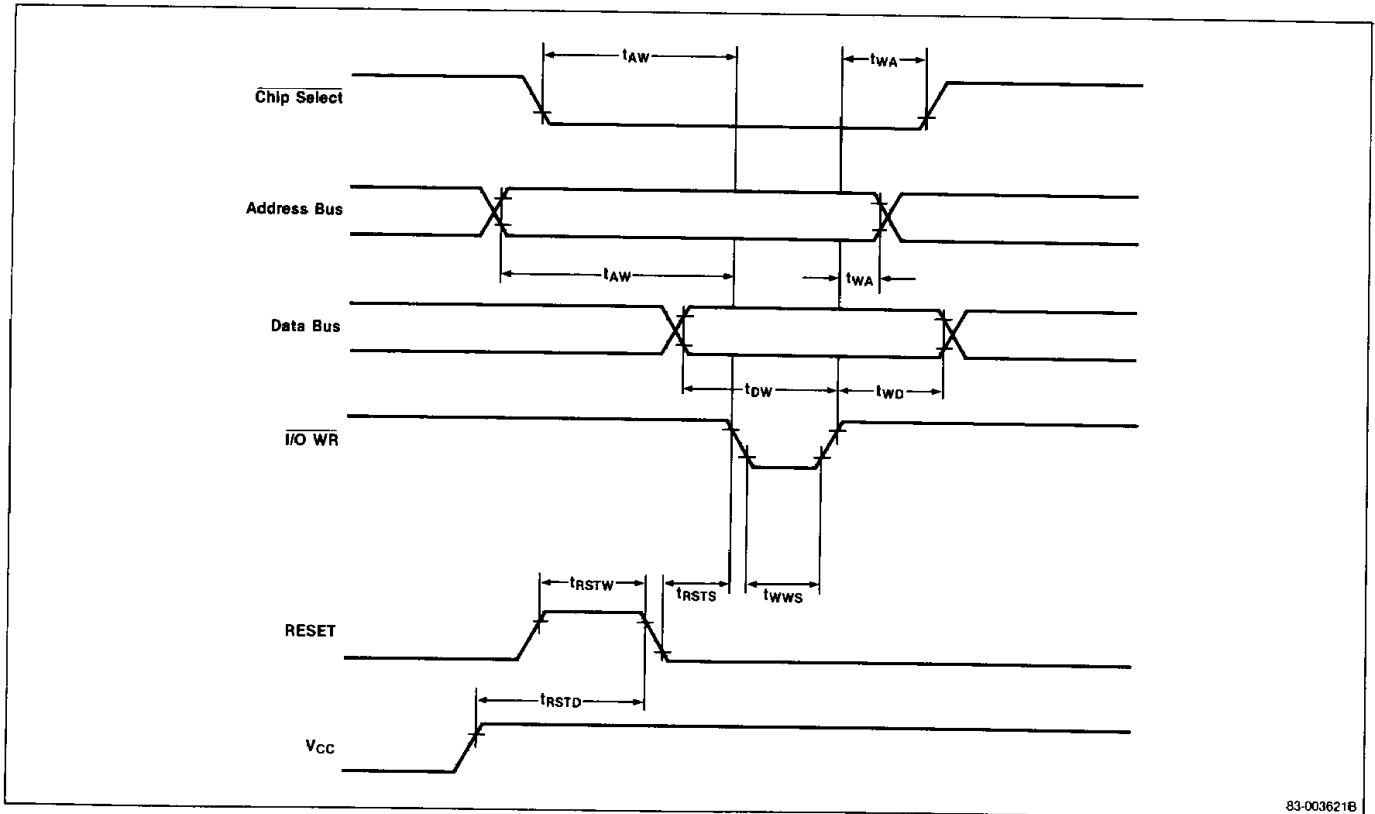 tAW
tWA
Chip Select
Address Bus
tAW
tWA
Data Bus
tDW
tWD
I/O WR
tRSTW
tRSTS
tWWS
RESET
tRSTD
VCC
83-003621B